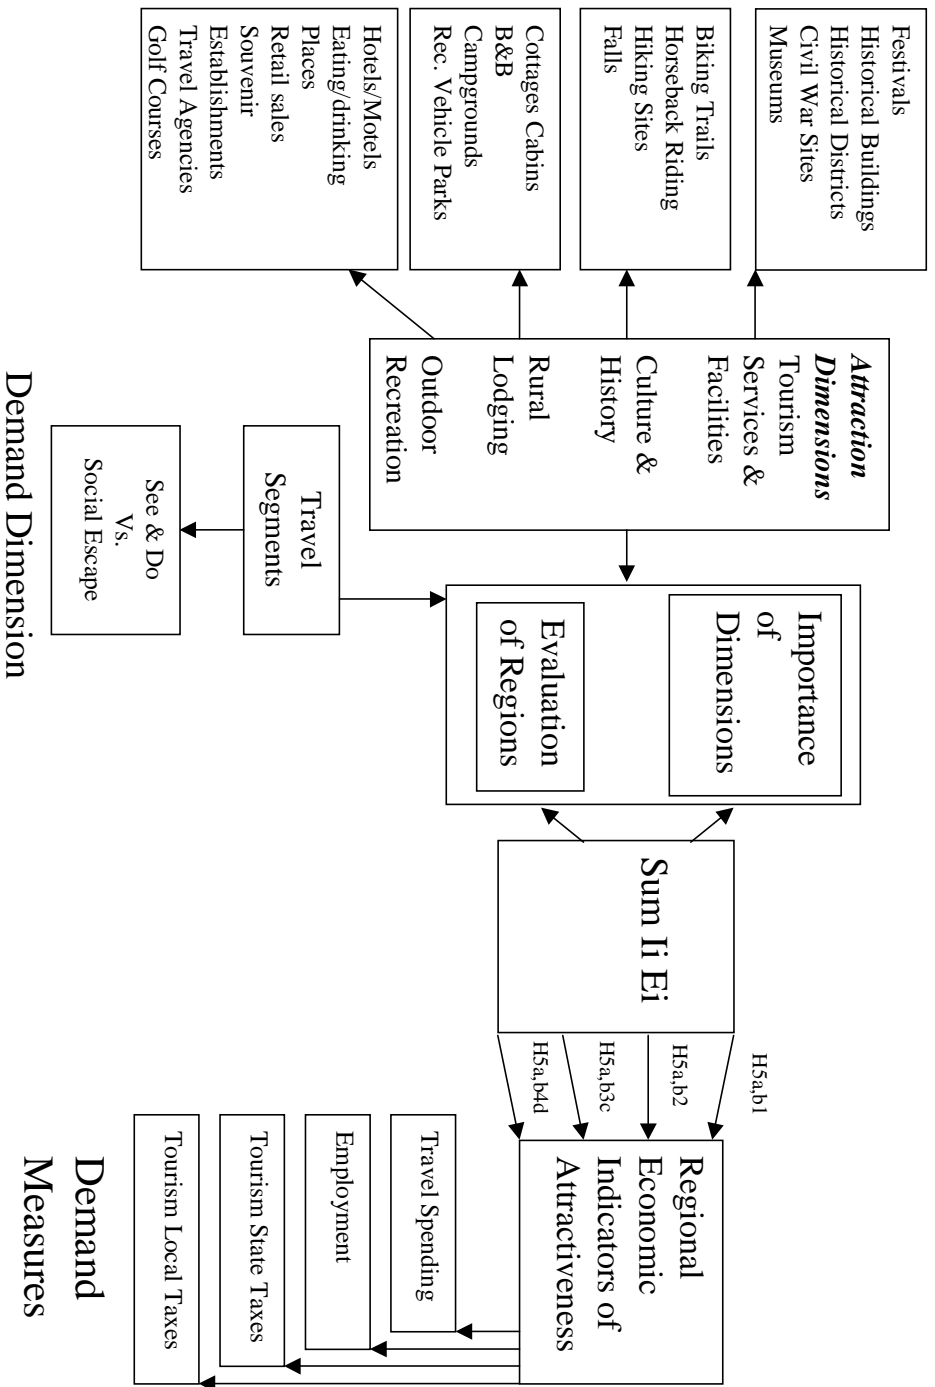 Festivals
Historical Buildings
Historical Districts
Civil War Sites
Museums
Biking Trails
Horseback Riding
Hiking Sites
Falls
Cottages Cabins
B&B
Campgrounds
Rec. Vehicle Parks
Hotels/Motels
Eating/drinking
Places
Retail sales
Souvenir
Establishments
Travel Agencies
Golf Courses
Attraction
Dimensions
Tourism
Services &
Facilities
Culture &
History
Rural
Lodging
Outdoor
Recreation
Travel
Segments
See & Do
Vs.
Social Escape
Demand Dimension
Importance
of
Dimensions
Evaluation
of Regions
Sum Ii Ei
H5a,b1
H5a,b2
H5a,b3c
H5a,b4d
Regional
Economic
Indicators of
Attractiveness
Travel Spending
Employment
Tourism State Taxes
Tourism Local Taxes
Demand
Measures